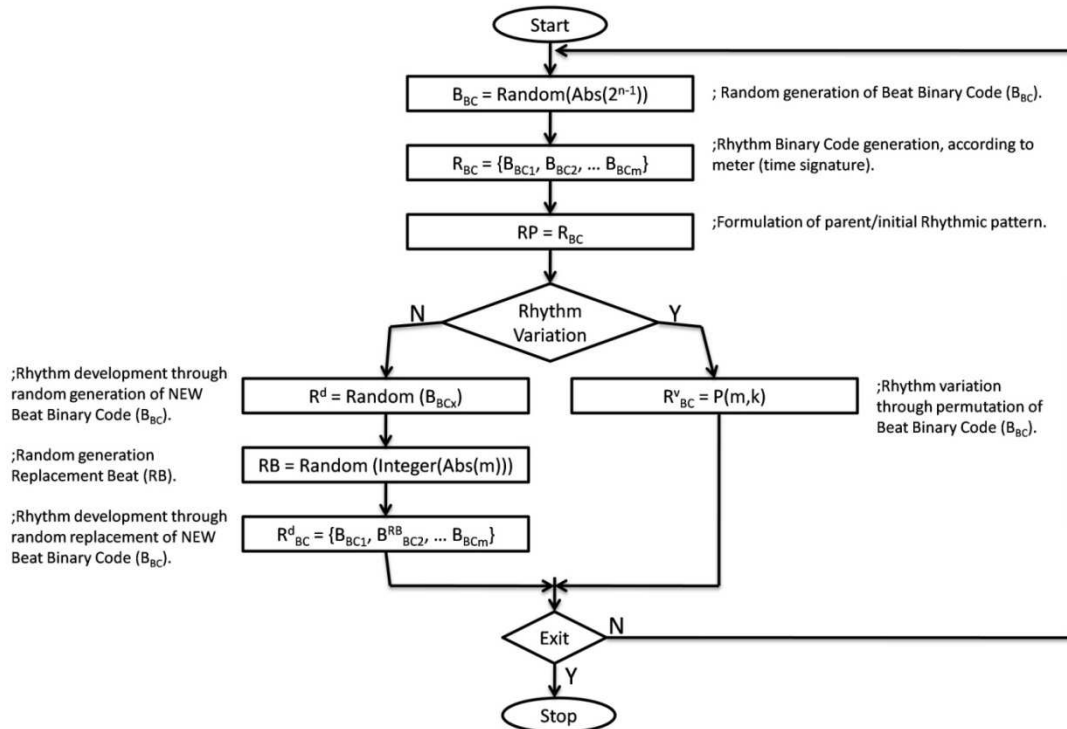 Start
B_BC = Random(Abs(2^n-1))
; Random generation of Beat Binary Code (B_BC).
R_BC = {B_BC1, B_BC2, ... B_BCm}
;Rhythm Binary Code generation, according to
meter (time signature).
RP = R_BC
;Formulation of parent/initial Rhythmic pattern.
N
Rhythm
Variation
Y
;Rhythm development through
random generation of NEW
Beat Binary Code (B_BC).
R^d = Random (B_BCx)
R^v_BC = P(m,k)
;Rhythm variation
through permutation of
Beat Binary Code (B_BC).
;Random generation
Replacement Beat (RB).
RB = Random (Integer(Abs(m)))
;Rhythm development through
random replacement of NEW
Beat Binary Code (B_BC).
R^d_BC = {B_BC1, B^RB_BC2, ... B_BCm}
Exit
N
Y
Stop